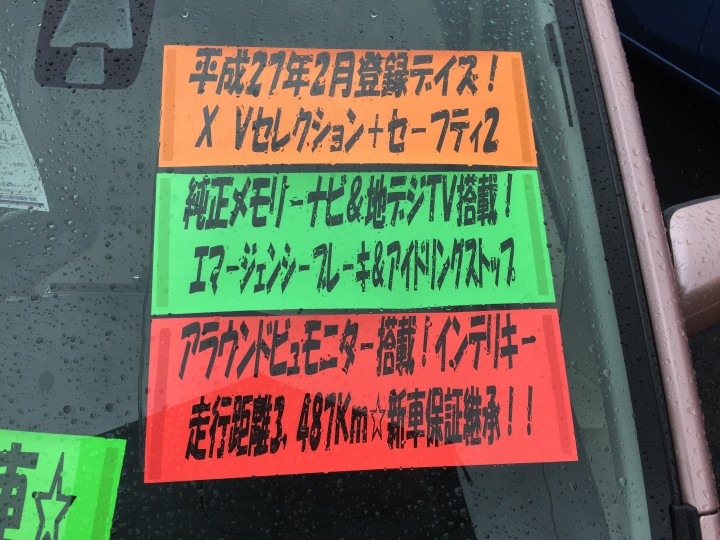 平成27年2月登録デイズ!
X Vセレクション+セーフティ2
純正メモリーナビ&地デジTV搭載!
エマージェンシーブレーキ&アイドリングストップ
アラウンドビュモニター搭載!インテリキー
走行距離3,487Km☆新車保証継承!!
車☆